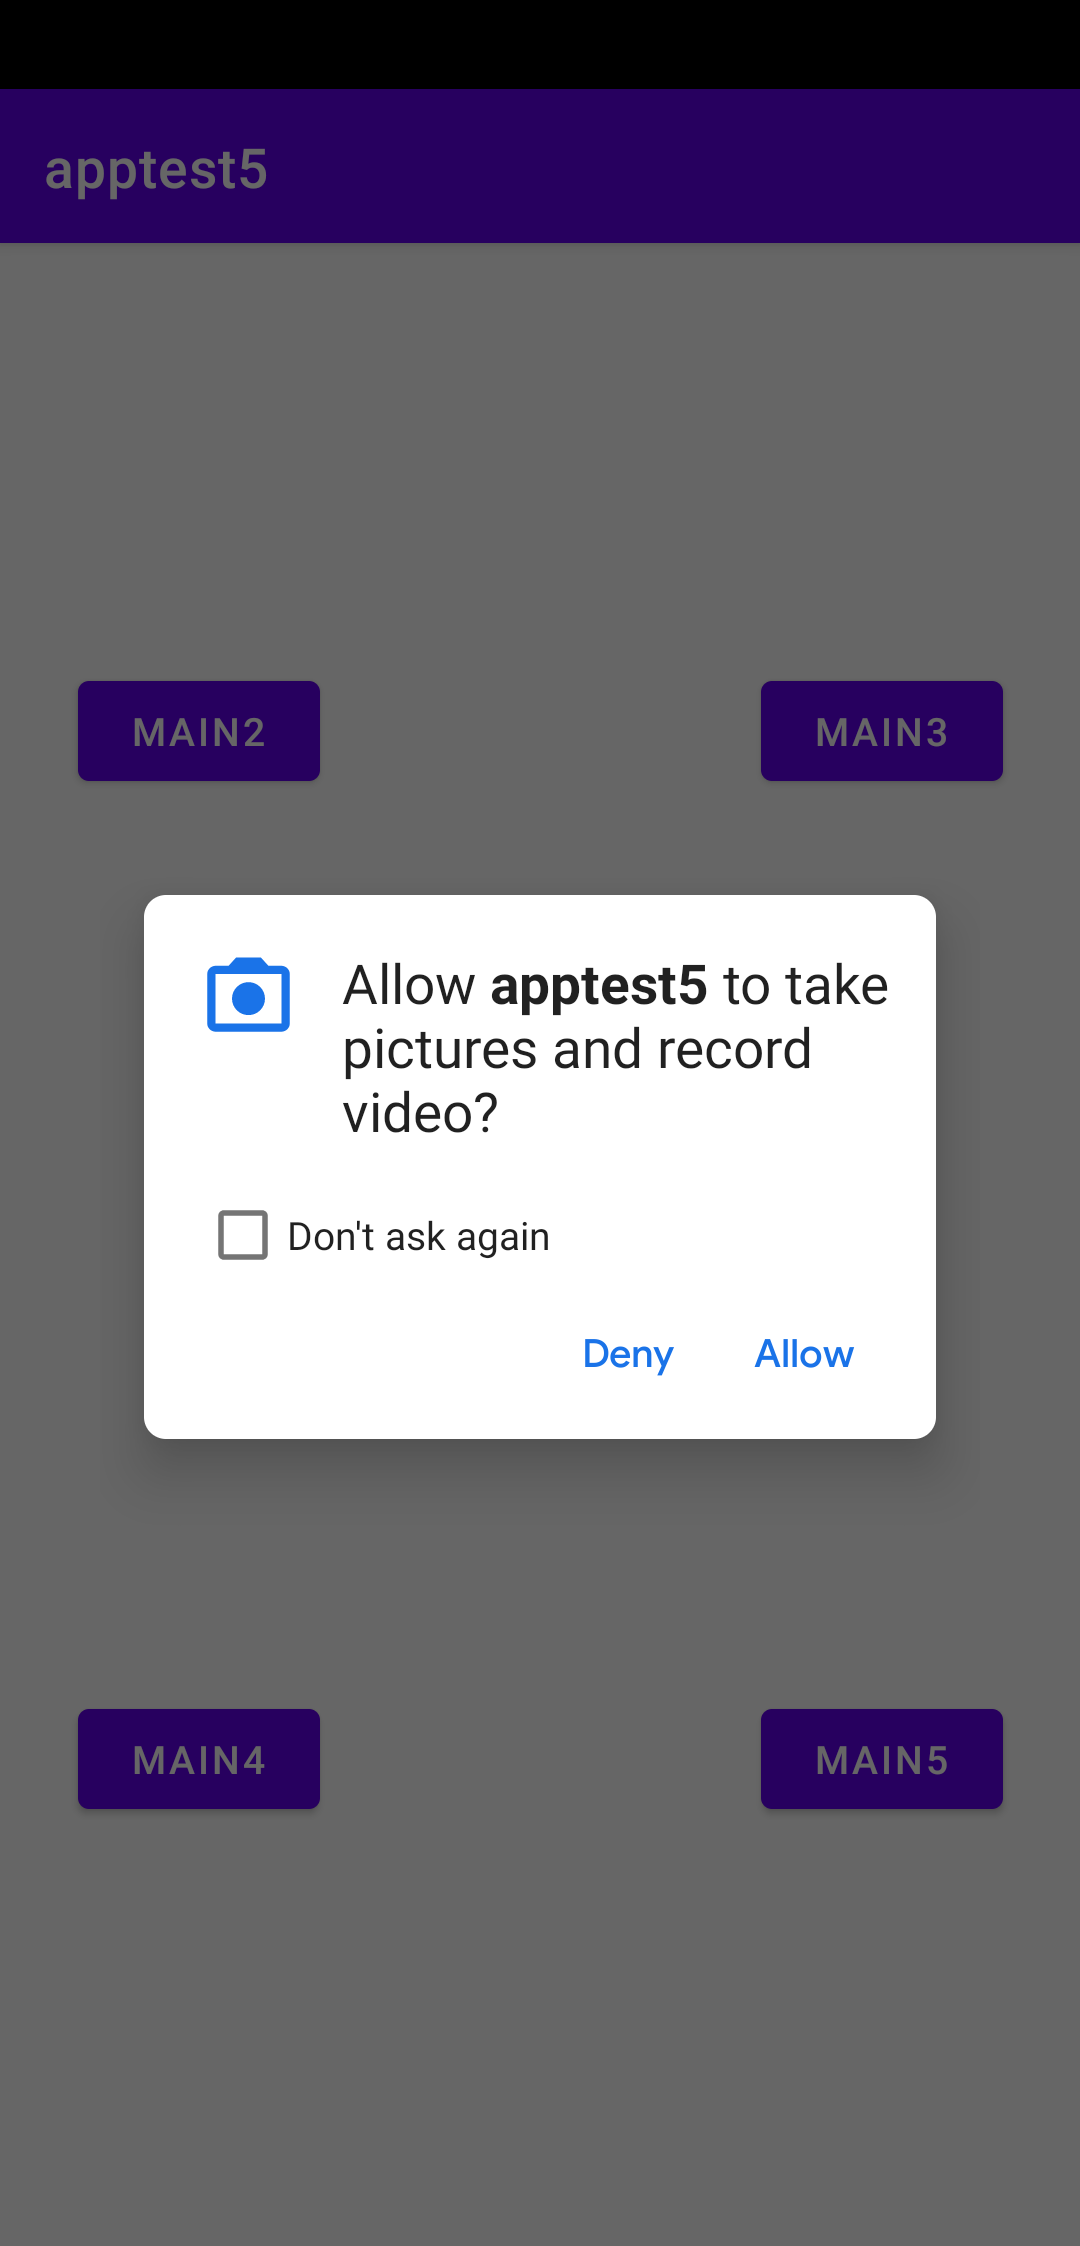 apptest5
MAIN2
MAIN3
Allow apptest5 to take
pictures and record
video?
Don't ask again
Deny
Allow
MAIN4
MAIN5